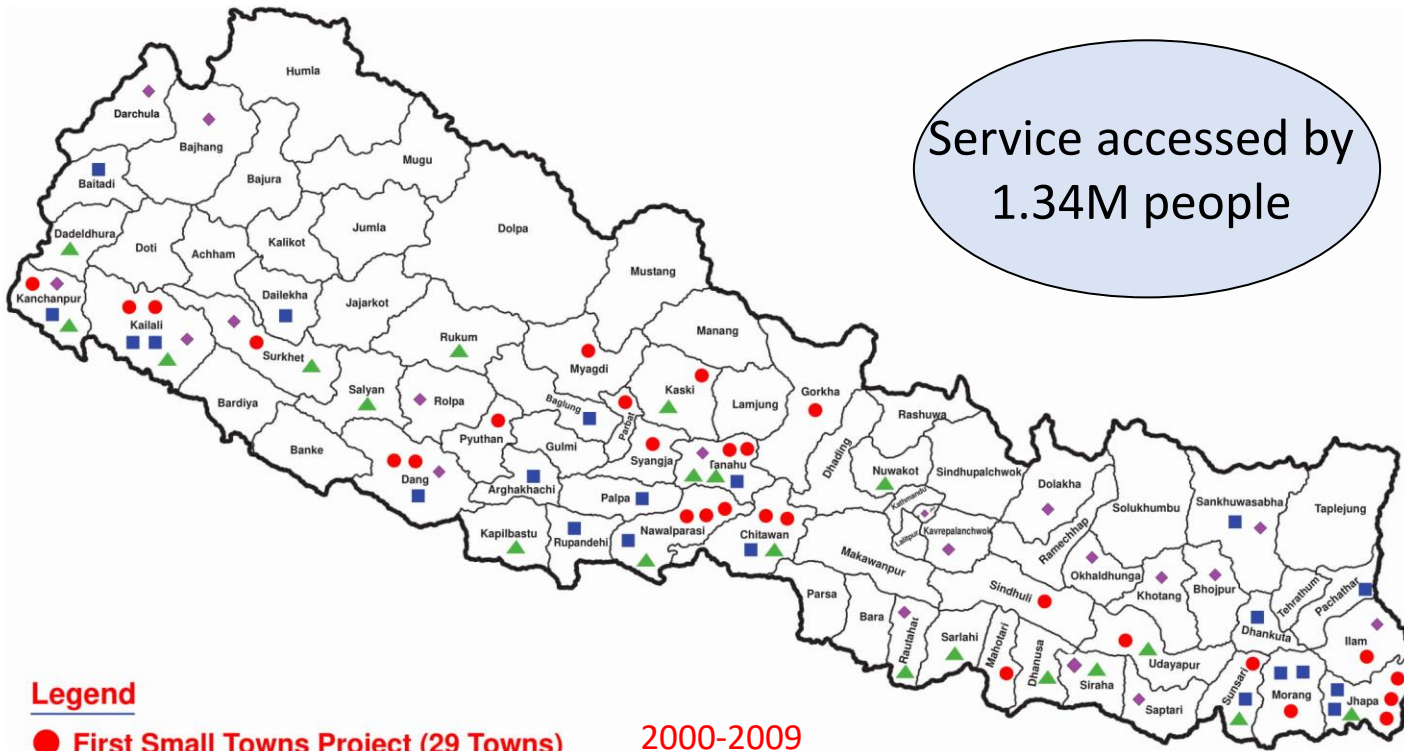 Service accessed by
1.34M people
Humla
Darchula
Bajhang
Mugu
Bajura
Baitadi
Jumla
Dolpa
Dadeldhura
Doti
Achham
Kalikot
Mustang
Kanchanpur
Dailekha
Jajarkot
Kailali
Surkhet
Rukum
Manang
Myagdi
Kaski
Lamjung
Gorkha
Salyan
Rolpa
Bardiya
Baglung
Parbat
Rashuwa
Banke
Pyuthan
Gulmi
Syangja
Tanahu
Dhading
Nuwakot
Sindhupalchwok
Dang
Dolakha
Arghakhachi
Palpa
Kathmandu
Solukhumbu
Sankhuwasabha
Taplejung
Kapilbastu
Rupandehi
Nawalparasi
Chitawan
Lalitpur
Kavrepalanchwok
Ramechhap
Makawanpur
Okhaldhunga
Khotang
Bhojpur
Tehrathum
Pachathar
Parsa
Bara
Sindhuli
Dhankuta
Rautahat
Sarlahi
Mahotari
Dhanusa
Siraha
Udayapur
Saptari
Sunsari
Morang
Ilam
Jhapa
Legend
First Small Towns Project (29 Towns)
2000-2009